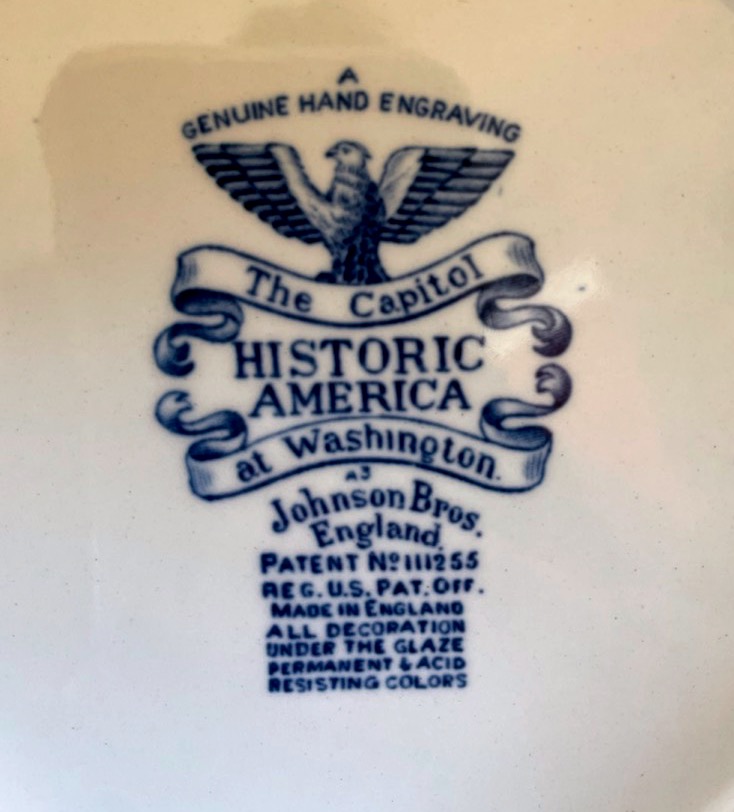 A
GENUINE HAND ENGRAVING
The Capitol
HISTORIC
AMERICA
at Washington.
A3
Johnson Bros.
England.
PATENT Nº 111255
REG. U.S. PAT. OFF.
MADE IN ENGLAND
ALL DECORATION
UNDER THE GLAZE
PERMANENT & ACID
RESISTING COLORS